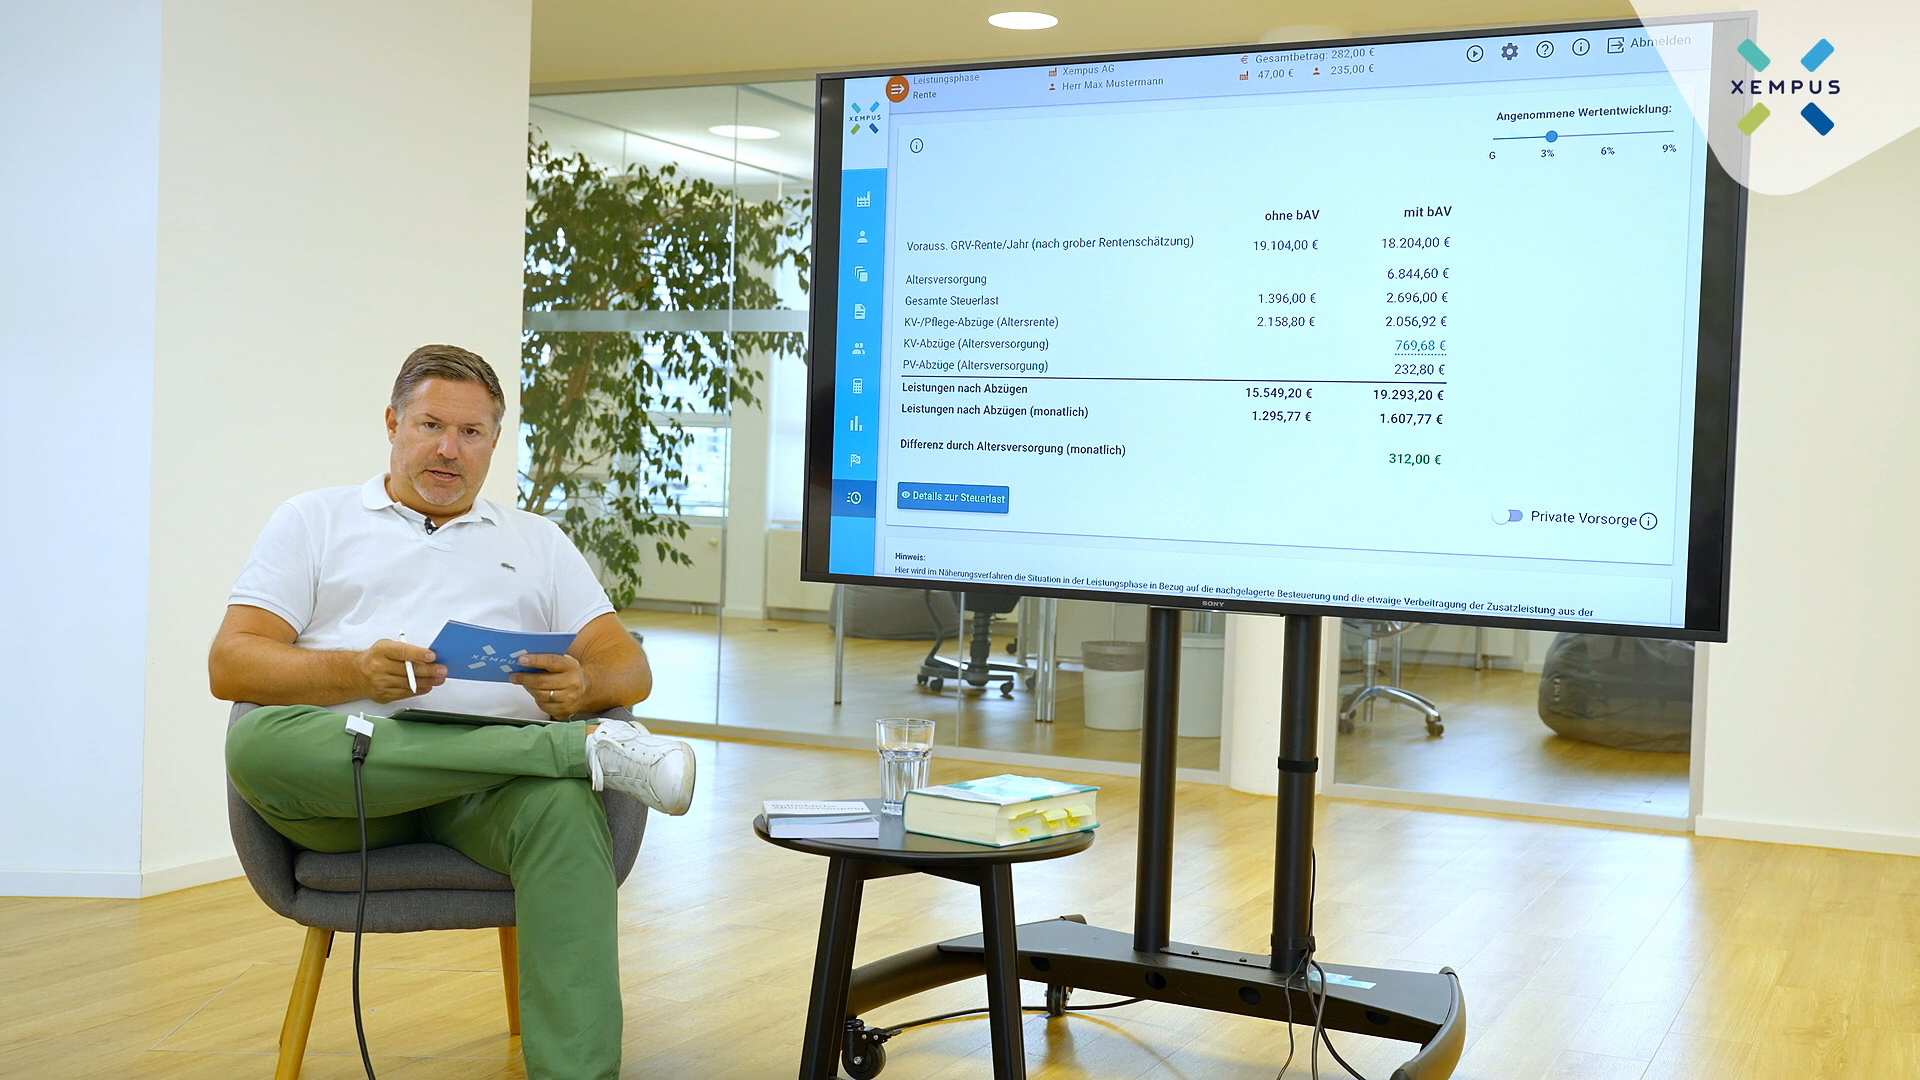 Leistungsphase
Rente
Xempus AG
Herr Max Mustermann
Gesamtbetrag: 282,00 €
47,00 € 235,00 €
Abmelden
XEMPUS
XEMPUS
Angenommene Wertentwicklung:
G 3% 6% 9%
ohne bAV mit bAV
Vorauss. GRV-Rente/Jahr (nach grober Rentenschätzung) 19.104,00 € 18.204,00 €
Altersversorgung 6.844,60 €
Gesamte Steuerlast 1.396,00 € 2.696,00 €
KV-/Pflege-Abzüge (Altersrente) 2.158,80 € 2.056,92 €
KV-Abzüge (Altersversorgung) 769,68 €
PV-Abzüge (Altersversorgung) 232,80 €
Leistungen nach Abzügen 15.549,20 € 19.293,20 €
Leistungen nach Abzügen (monatlich) 1.295,77 € 1.607,77 €
Differenz durch Altersversorgung (monatlich) 312,00 €
Details zur Steuerlast
Private Vorsorge
Hinweis:
Hier wird im Näherungsverfahren die Situation in der Leistungsphase in Bezug auf die nachgelagerte Besteuerung und die etwaige Verbeitragung der Zusatzleistung aus der
SONY
XEMPUS